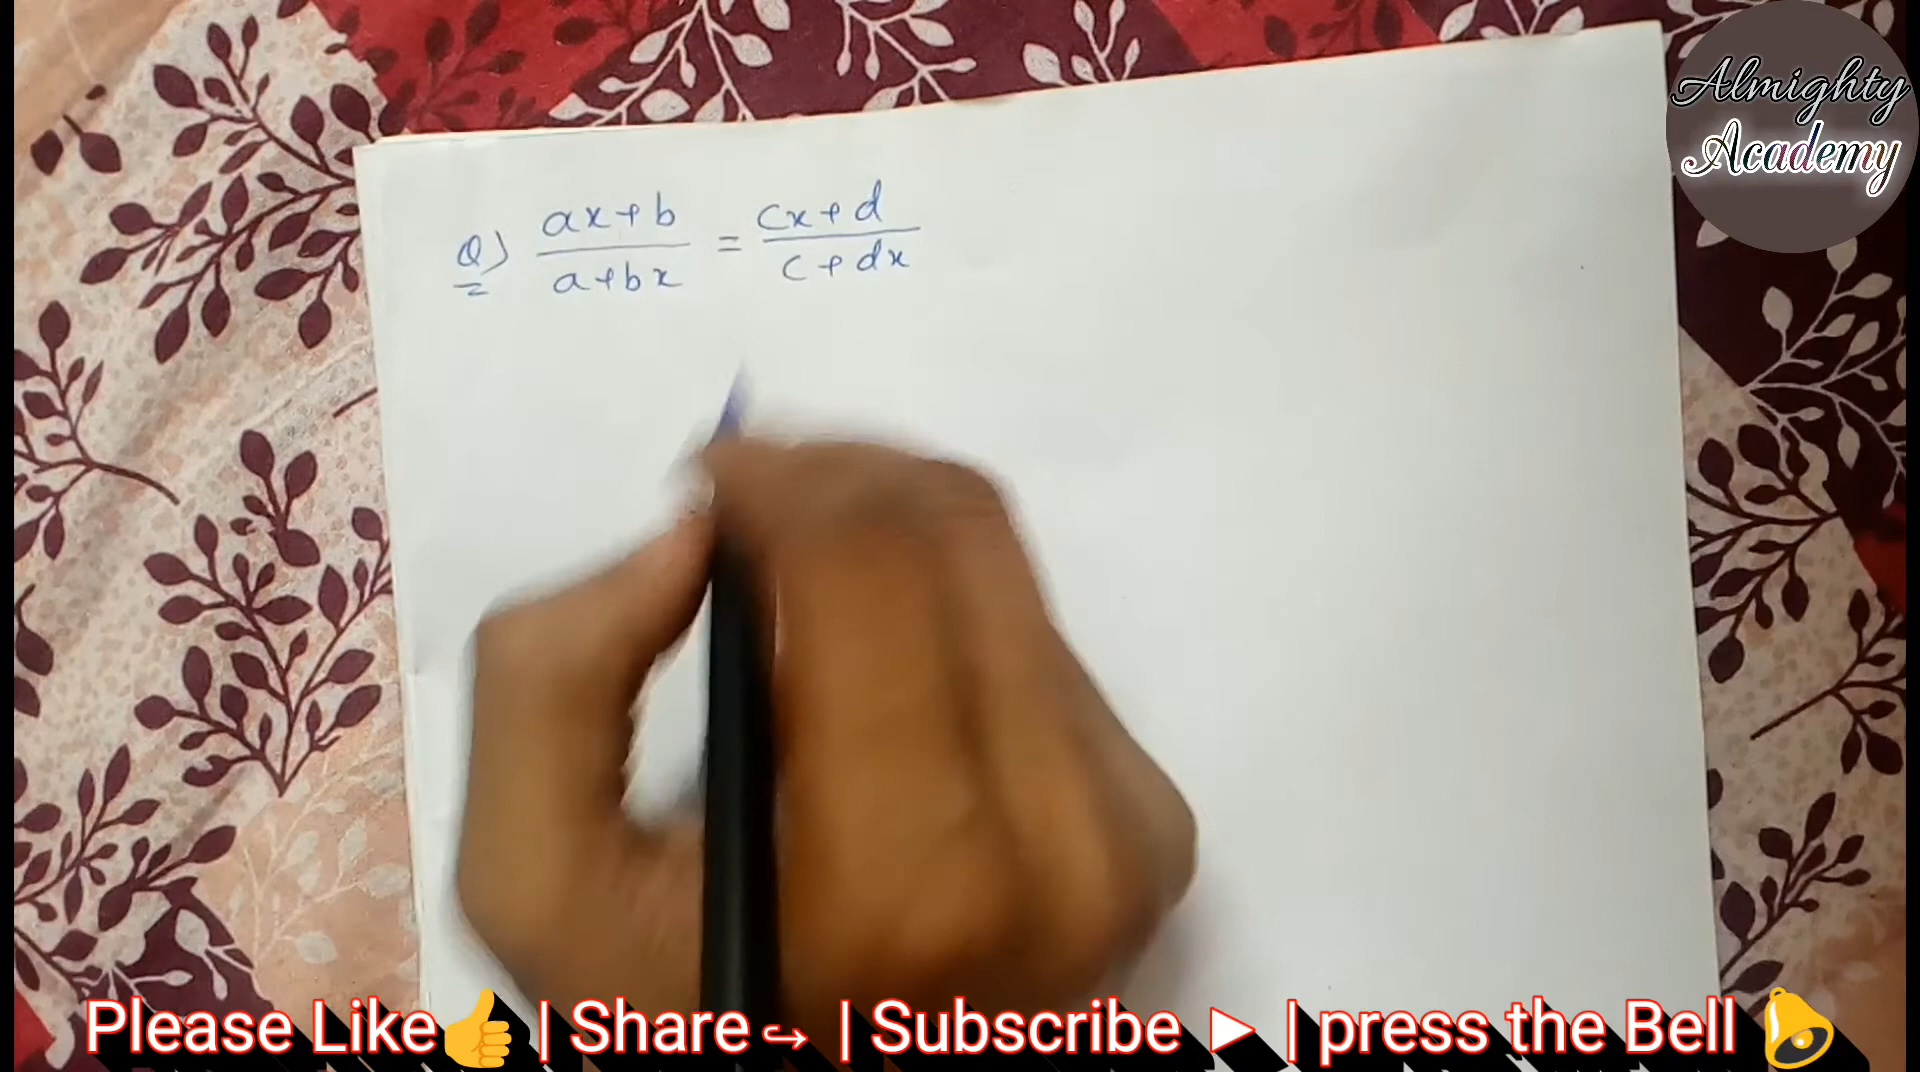 Almighty
Academy
Q) ax+b/a+bx = cx+d/c+dx
Please Like👍 | Share↪ | Subscribe ► | press the Bell 🔔